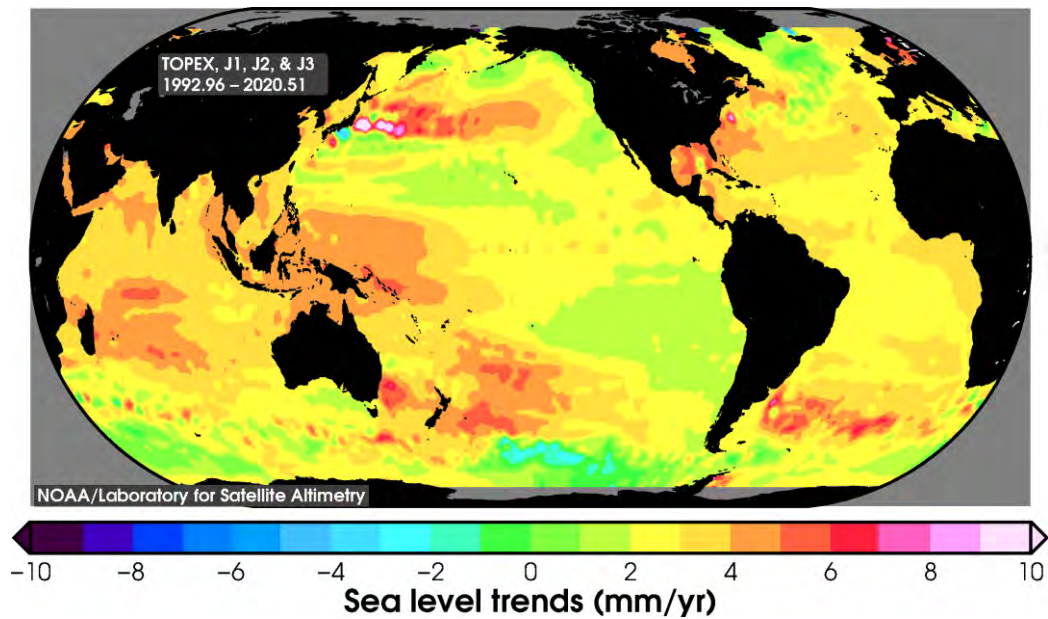 TOPEX, J1, J2, & J3
1992.96 – 2020.51
NOAA/Laboratory for Satellite Altimetry
−10 −8 −6 −4 −2 0 2 4 6 8 10
Sea level trends (mm/yr)